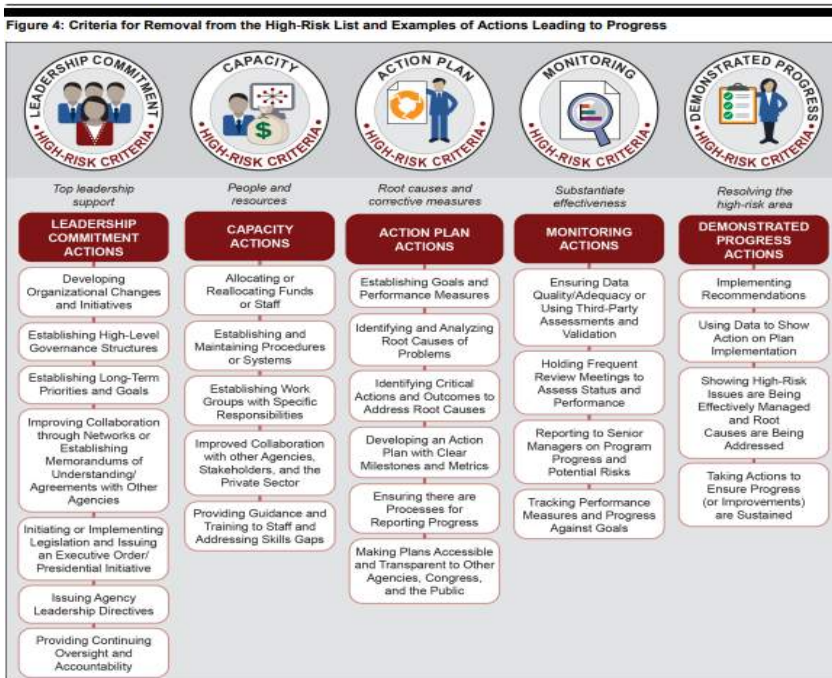 Figure 4: Criteria for Removal from the High-Risk List and Examples of Actions Leading to Progress
LEADERSHIP COMMITMENT
• HIGH-RISK CRITERIA •
Top leadership
support
LEADERSHIP
COMMITMENT
ACTIONS
Developing
Organizational Changes
and Initiatives
Establishing High-Level
Governance Structures
Establishing Long-Term
Priorities and Goals
Improving Collaboration
through Networks or
Establishing
Memorandums of
Understanding/
Agreements with Other
Agencies
Initiating or Implementing
Legislation and Issuing
an Executive Order/
Presidential Initiative
Issuing Agency
Leadership Directives
Providing Continuing
Oversight and
Accountability
CAPACITY
• HIGH-RISK CRITERIA •
$
People and
resources
CAPACITY
ACTIONS
Allocating or
Reallocating Funds
or Staff
Establishing and
Maintaining Procedures
or Systems
Establishing Work
Groups with Specific
Responsibilities
Improved Collaboration
with other Agencies,
Stakeholders, and the
Private Sector
Providing Guidance and
Training to Staff and
Addressing Skills Gaps
ACTION PLAN
• HIGH-RISK CRITERIA •
Root causes and
corrective measures
ACTION PLAN
ACTIONS
Establishing Goals and
Performance Measures
Identifying and Analyzing
Root Causes of
Problems
Identifying Critical
Actions and Outcomes to
Address Root Causes
Developing an Action
Plan with Clear
Milestones and Metrics
Ensuring there are
Processes for
Reporting Progress
Making Plans Accessible
and Transparent to Other
Agencies, Congress,
and the Public
MONITORING
• HIGH-RISK CRITERIA •
Substantiate
effectiveness
MONITORING
ACTIONS
Ensuring Data
Quality/Adequacy or
Using Third-Party
Assessments and
Validation
Holding Frequent
Review Meetings to
Assess Status and
Performance
Reporting to Senior
Managers on Program
Progress and
Potential Risks
Tracking Performance
Measures and Progress
Against Goals
DEMONSTRATED PROGRESS
• HIGH-RISK CRITERIA •
Resolving the
high-risk area
DEMONSTRATED
PROGRESS
ACTIONS
Implementing
Recommendations
Using Data to Show
Action on Plan
Implementation
Showing High-Risk
Issues are Being
Effectively Managed
and Root
Causes are Being
Addressed
Taking Actions to
Ensure Progress
(or Improvements)
are Sustained